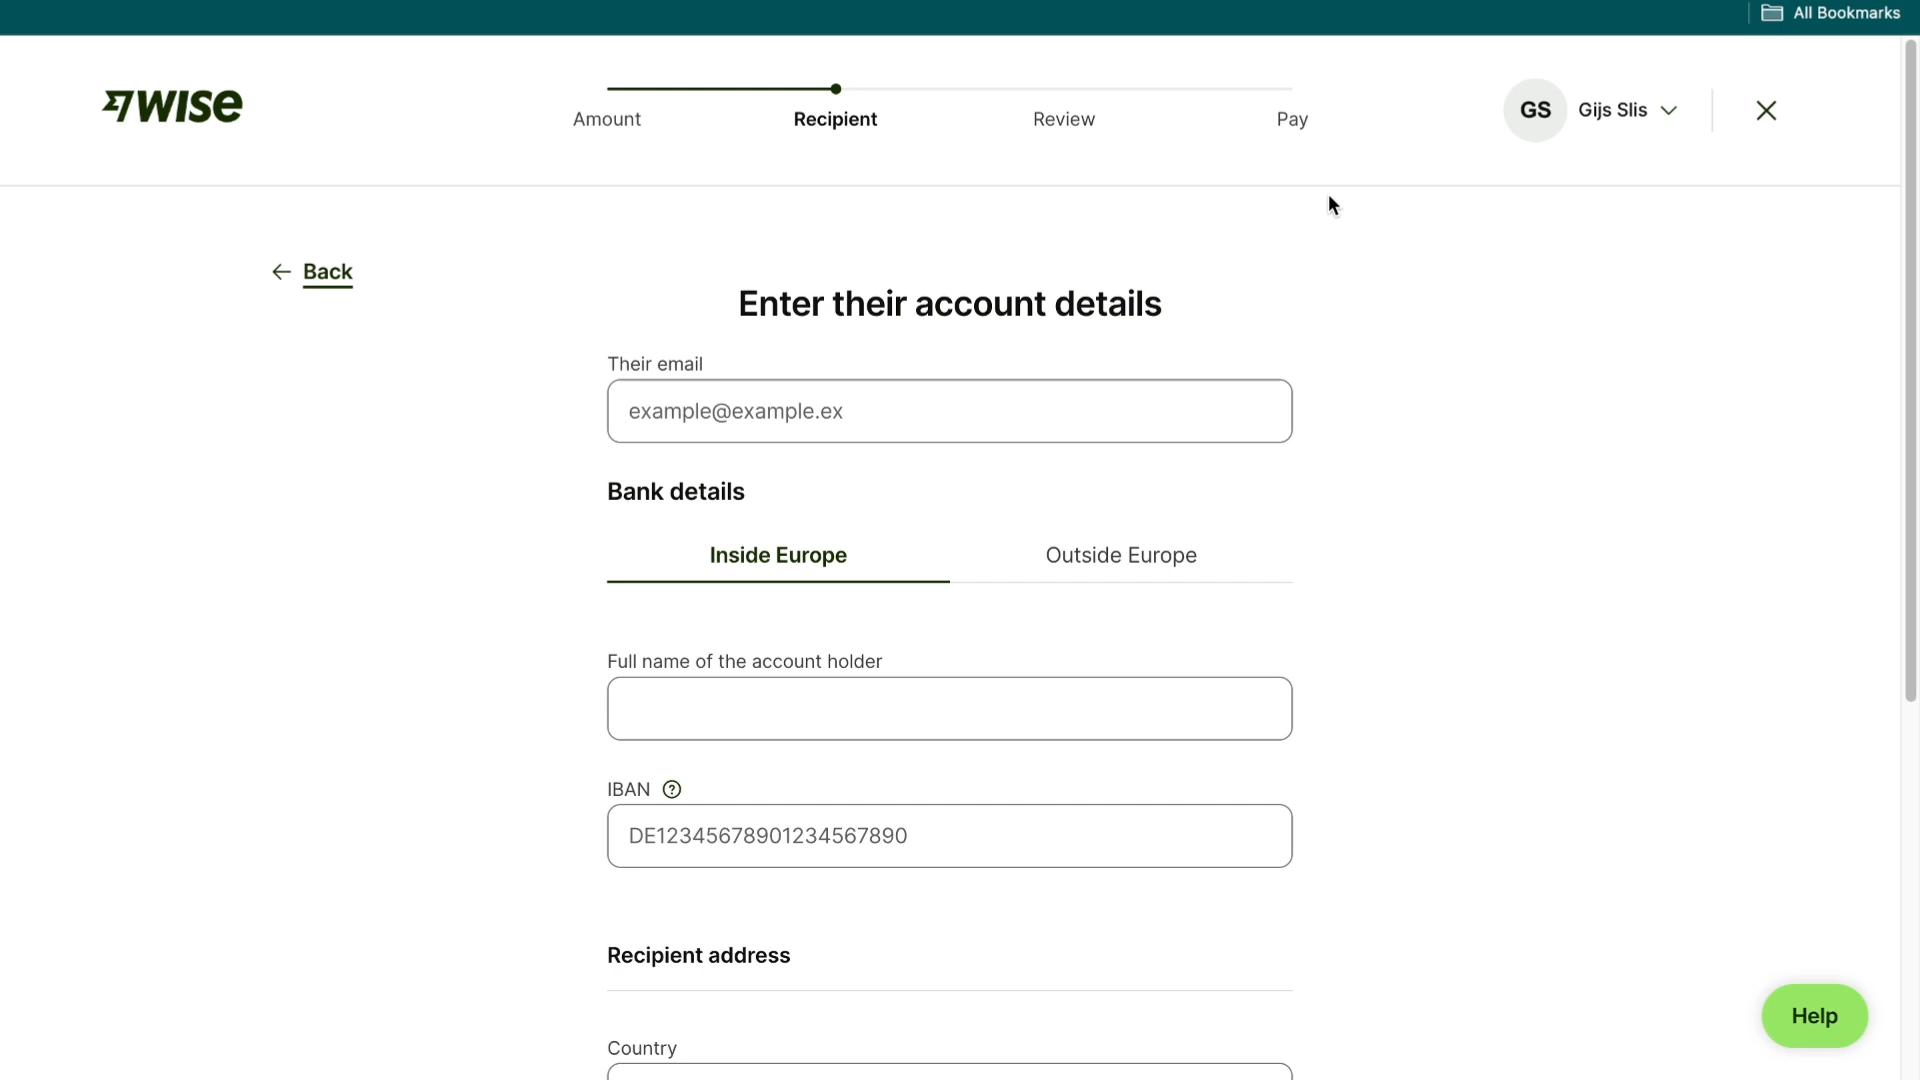 All Bookmarks
WISE
Amount
Recipient
Review
Pay
GS
Gijs Slis
Back
Enter their account details
Their email
example@example.ex
Bank details
Inside Europe
Outside Europe
Full name of the account holder
IBAN ?
DE12345678901234567890
Recipient address
Help
Country